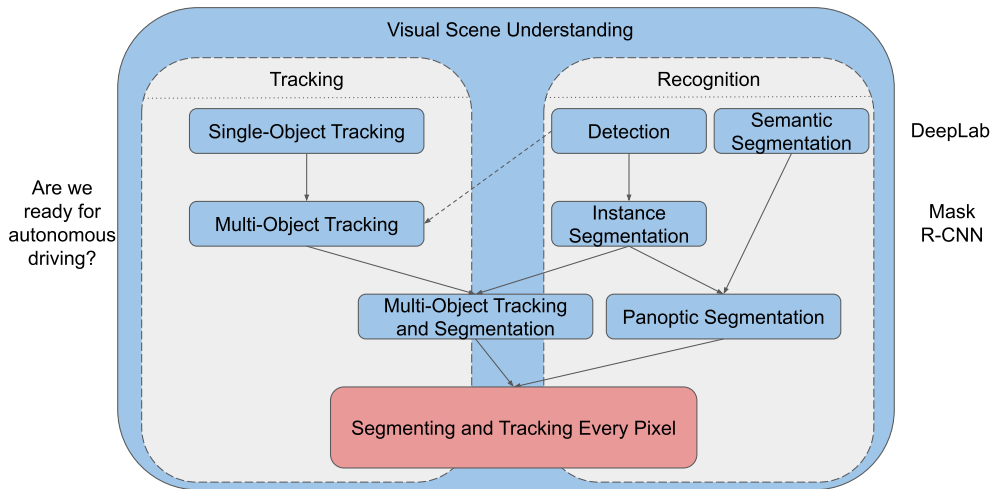 Visual Scene Understanding
Tracking
Recognition
Single-Object Tracking
Detection
Semantic
Segmentation
DeepLab
Are we
ready for
autonomous
driving?
Multi-Object Tracking
Instance
Segmentation
Mask
R-CNN
Multi-Object Tracking
and Segmentation
Panoptic Segmentation
Segmenting and Tracking Every Pixel